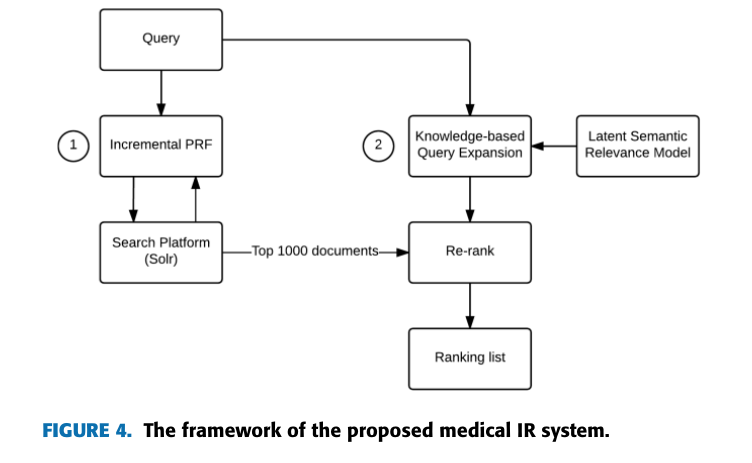 Query
1
Incremental PRF
2
Knowledge-based
Query Expansion
Latent Semantic
Relevance Model
Search Platform
(Solr)
Top 1000 documents
Re-rank
Ranking list
FIGURE 4. The framework of the proposed medical IR system.